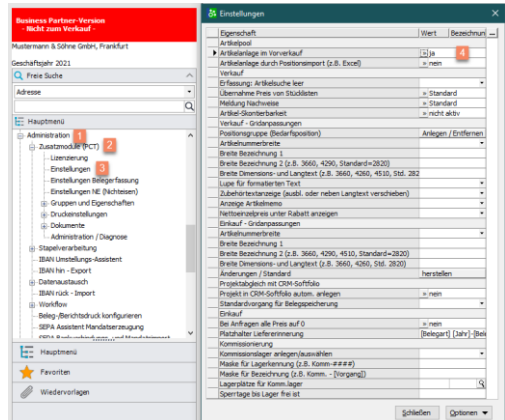 Business Partner-Version
- Nicht zum Verkauf -
Mustermann & Söhne GmbH, Frankfurt
Geschäftsjahr 2021
Freie Suche
Adresse
Hauptmenü
Administration 1
Zusatzmodule (PCT) 2
Lizenzierung
Einstellungen 3
Einstellungen Belegerfassung
Einstellungen NE (Nichteisen)
Gruppen und Eigenschaften
Druckeinstellungen
Dokumente
Administration / Diagnose
Stapelverarbeitung
IBAN Umstellungs-Assistent
IBAN hin - Export
Datenaustausch
IBAN rück - Import
Workflow
Beleg-/Berichtsdruck konfigurieren
SEPA Assistent Mandatserzeugung
Hauptmenü
Favoriten
Wiedervorlagen
Einstellungen
Eigenschaft Wert Bezeichnun ...
Artikelpool
Artikelanlage im Vorverkauf » ja 4
Artikelanlage durch Positionsimport (z.B. Excel) » nein
Verkauf
Erfassung: Artikelsuche leer
Übernahme Preis von Stücklisten » Standard
Meldung Nachweise » Standard
Artikel-Skontierbarkeit » nicht aktiv
Verkauf - Gridanpassungen
Positionsgruppe (Bedarfsposition) Anlegen / Entfernen
Artikelnummerbreite
Breite Bezeichnung 1
Breite Bezeichnung 2 (z.B. 3660, 4290, Standard=2820)
Breite Dimensions- und Langtext (z.B. 3660, 4260, 4510, Std. 282
Lupe für formatierten Text
Zubehörtextanzeige (ausbl. oder neben Langtext verschieben)
Anzeige Artikelmemo
Nettoeinzelpreis unter Rabatt anzeigen
Einkauf - Gridanpassungen
Artikelnummerbreite
Breite Bezeichnung 1
Breite Bezeichnung 2 (z.B. 3660, 4290, 4510, Standard=2820)
Breite Dimensions- und Langtext (z.B. 3660, 4260, Std. 2820)
Änderungen / Standard herstellen
Projektabgleich mit CRM-Softfolio
Projekt in CRM-Softfolio autom. anlegen » nein
Standardvorgang für Belegspeicherung
Einkauf
Bei Anfragen alle Preis auf 0 » nein
Platzhalter Liefererinnerung [Belegart] [Jahr]-[Bele
Kommissionierung
Kommissionslager anlegen/auswählen
Maske für Lagerkennung (z.B. Komm-####)
Maske für Bezeichnung (z.B. Komm. - [Vorgang])
Lagerplätze für Komm.lager
Sperrtage bis Lager frei ist
Schließen Optionen